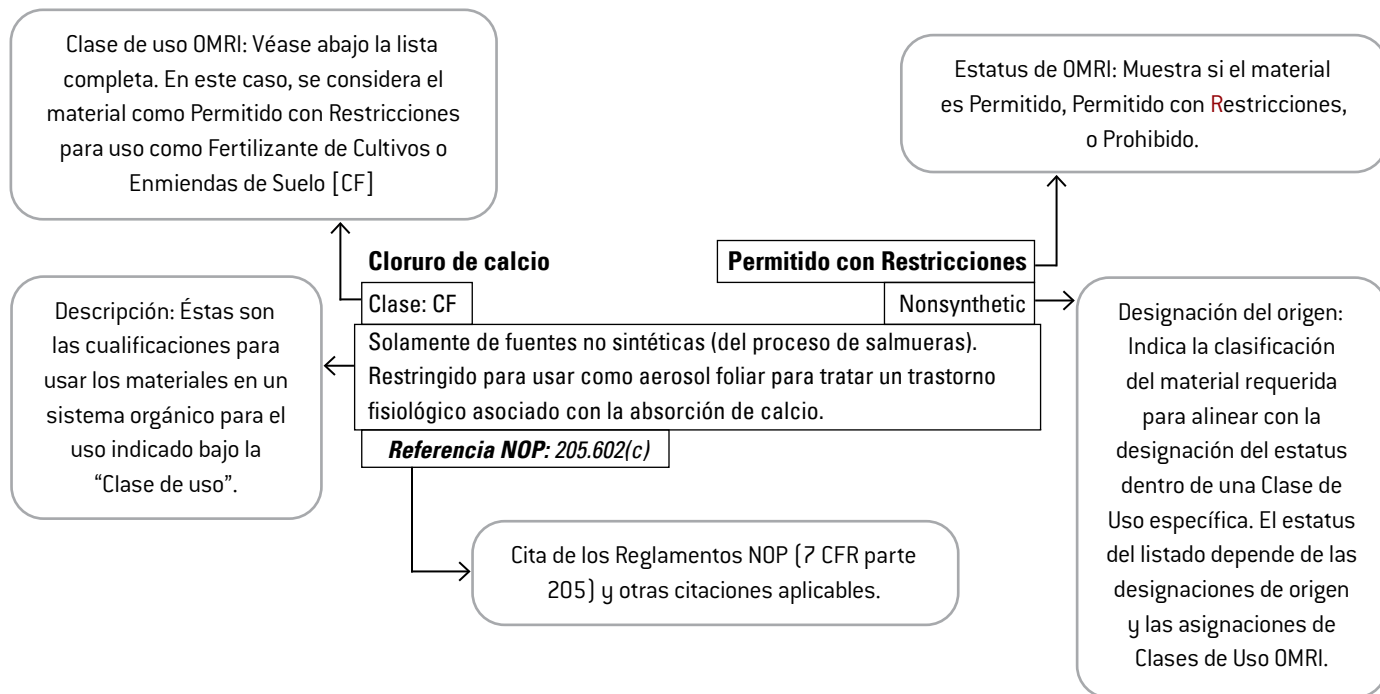 Clase de uso OMRI: Véase abajo la lista
completa. En este caso, se considera el
material como Permitido con Restricciones
para uso como Fertilizante de Cultivos o
Enmiendas de Suelo [CF]
Estatus de OMRI: Muestra si el material
es Permitido, Permitido con Restricciones,
o Prohibido.
Cloruro de calcio
Permitido con Restricciones
Clase: CF
Nonsynthetic
Solamente de fuentes no sintéticas (del proceso de salmueras).
Restringido para usar como aerosol foliar para tratar un trastorno
fisiológico asociado con la absorción de calcio.
Referencia NOP: 205.602(c)
Descripción: Éstas son
las cualificaciones para
usar los materiales en un
sistema orgánico para el
uso indicado bajo la
“Clase de uso”.
Designación del origen:
Indica la clasificación
del material requerida
para alinear con la
designación del estatus
dentro de una Clase de
Uso específica. El estatus
del listado depende de las
designaciones de origen
y las asignaciones de
Clases de Uso OMRI.
Cita de los Reglamentos NOP (7 CFR parte
205) y otras citaciones aplicables.